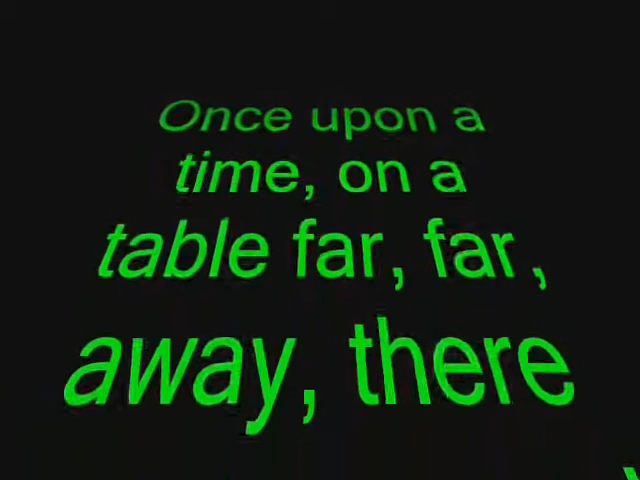 Once upon a
time, on a
table far, far,
away, there